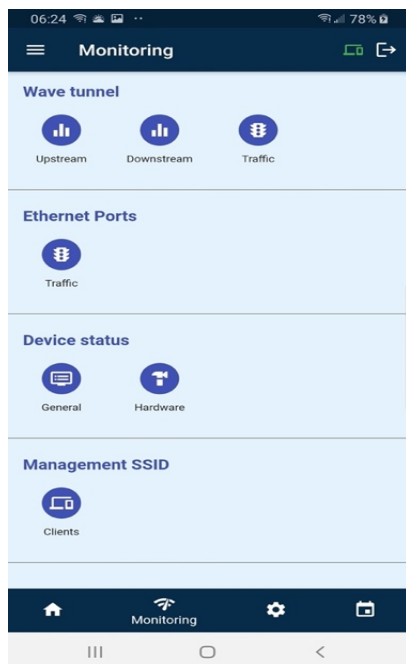 06:24 78%
Monitoring
Wave tunnel
Upstream Downstream Traffic
Ethernet Ports
Traffic
Device status
General Hardware
Management SSID
Clients
Monitoring